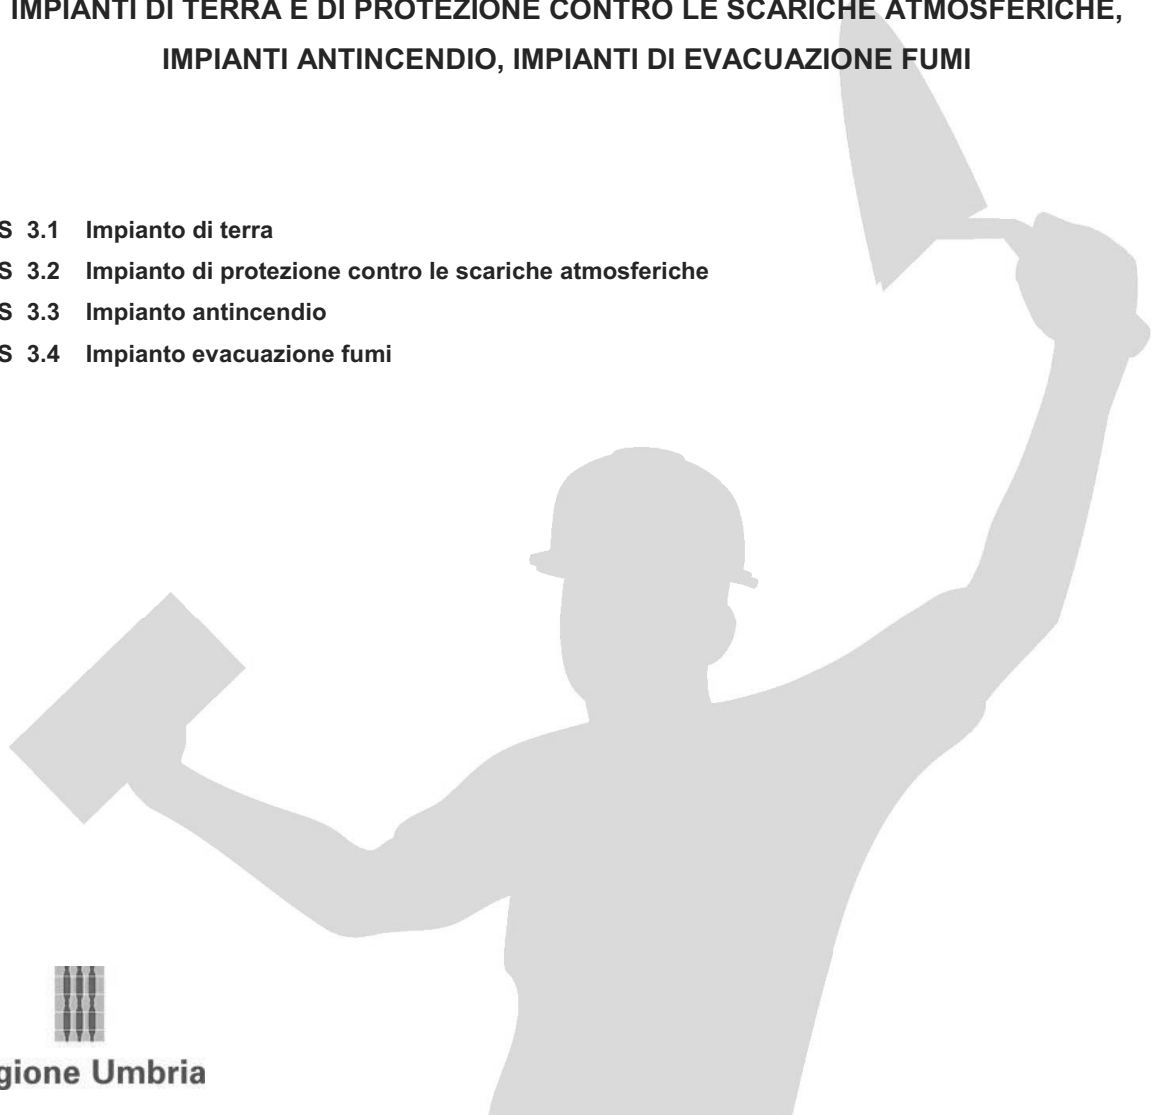 IMPIANTI DI TERRA E DI PROTEZIONE CONTRO LE SCARICHE ATMOSFERICHE,
IMPIANTI ANTINCENDIO, IMPIANTI DI EVACUAZIONE FUMI
S 3.1 Impianto di terra
S 3.2 Impianto di protezione contro le scariche atmosferiche
S 3.3 Impianto antincendio
S 3.4 Impianto evacuazione fumi
gione Umbria